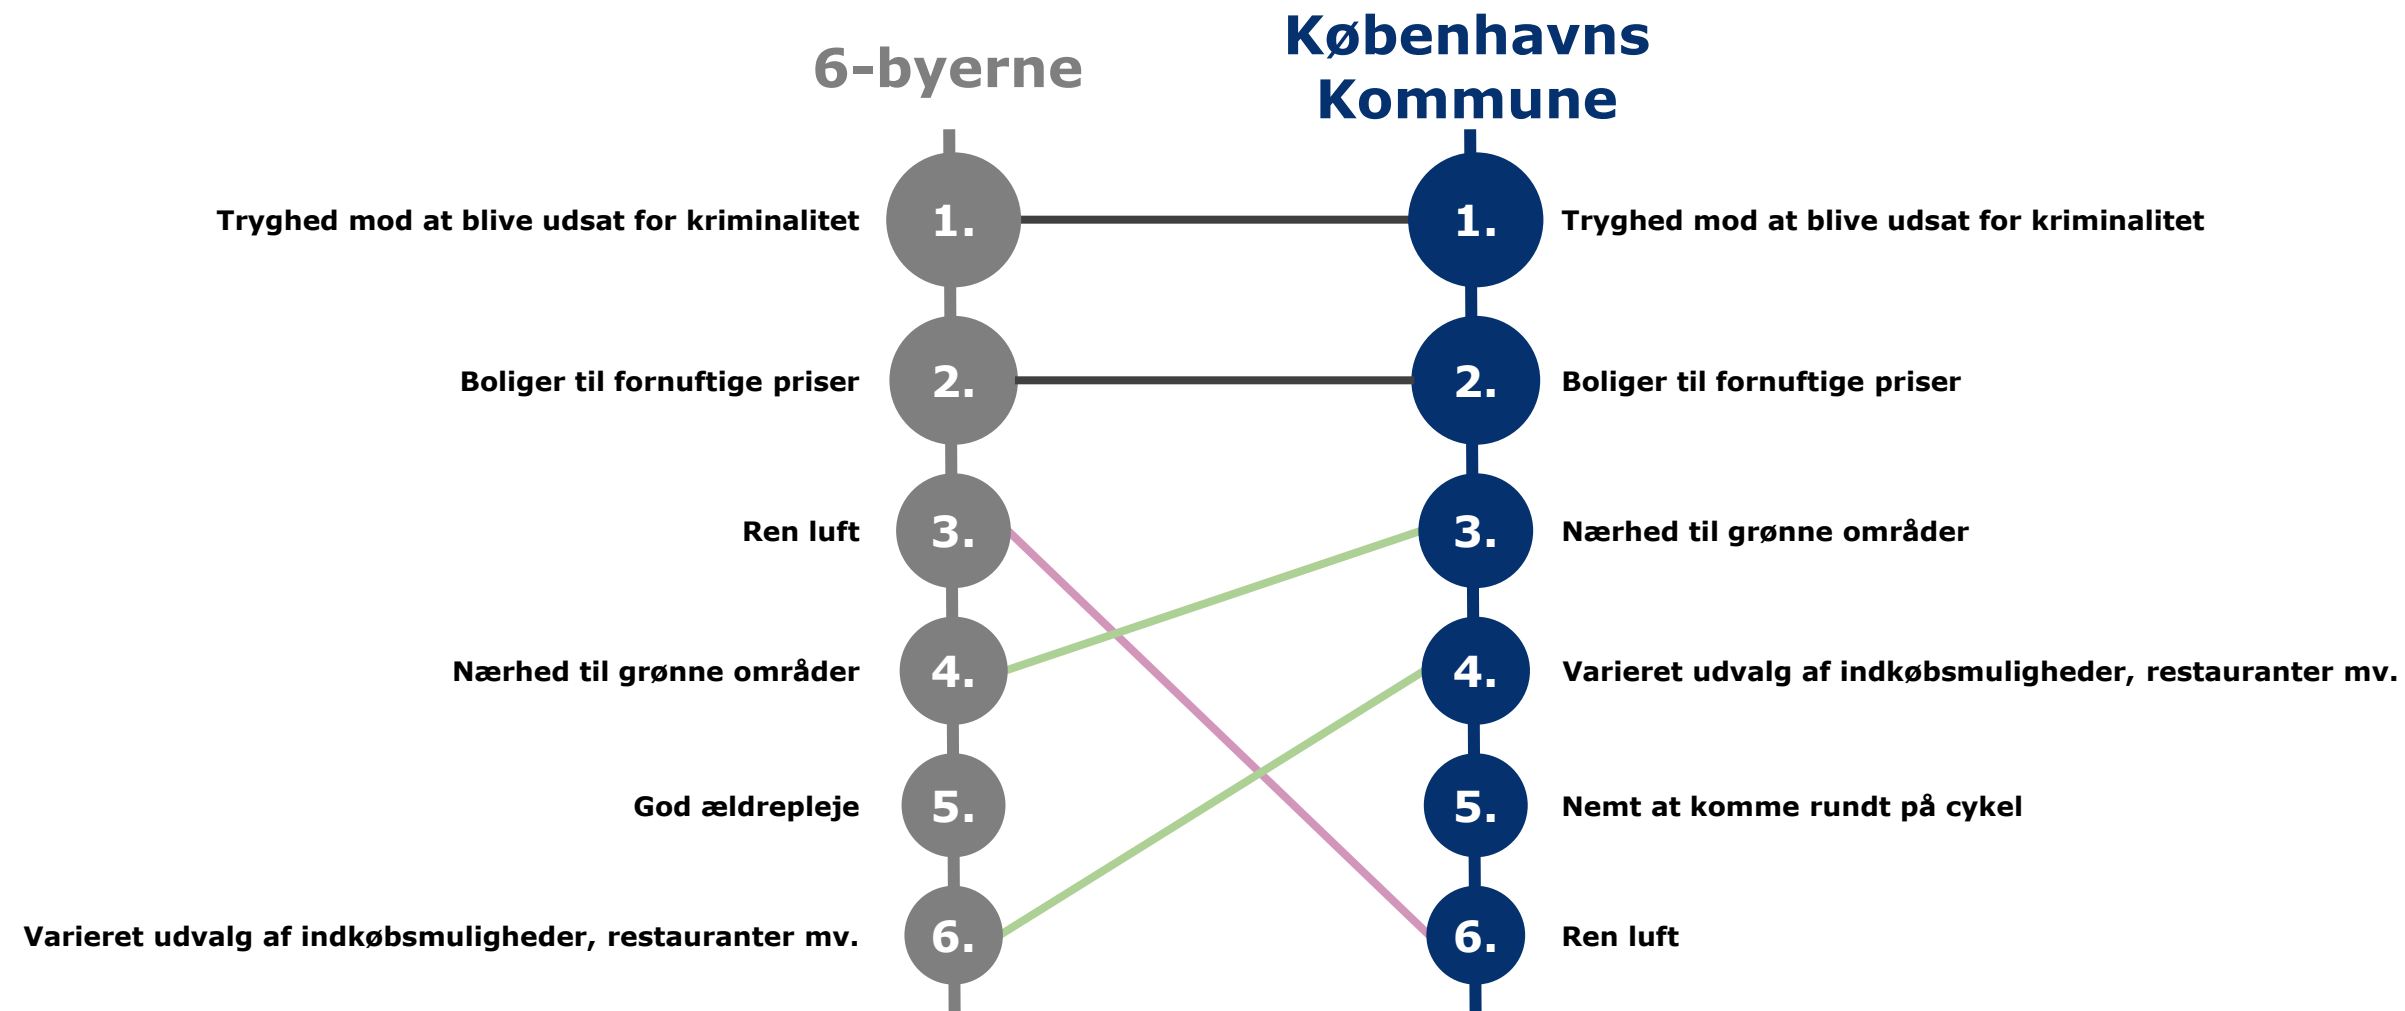 6-byerne
Københavns
Kommune
Tryghed mod at blive udsat for kriminalitet 1. 1. Tryghed mod at blive udsat for kriminalitet
Boliger til fornuftige priser 2. 2. Boliger til fornuftige priser
Ren luft 3. 3. Nærhed til grønne områder
Nærhed til grønne områder 4. 4. Varieret udvalg af indkøbsmuligheder, restauranter mv.
God ældrepleje 5. 5. Nemt at komme rundt på cykel
Varieret udvalg af indkøbsmuligheder, restauranter mv. 6. 6. Ren luft